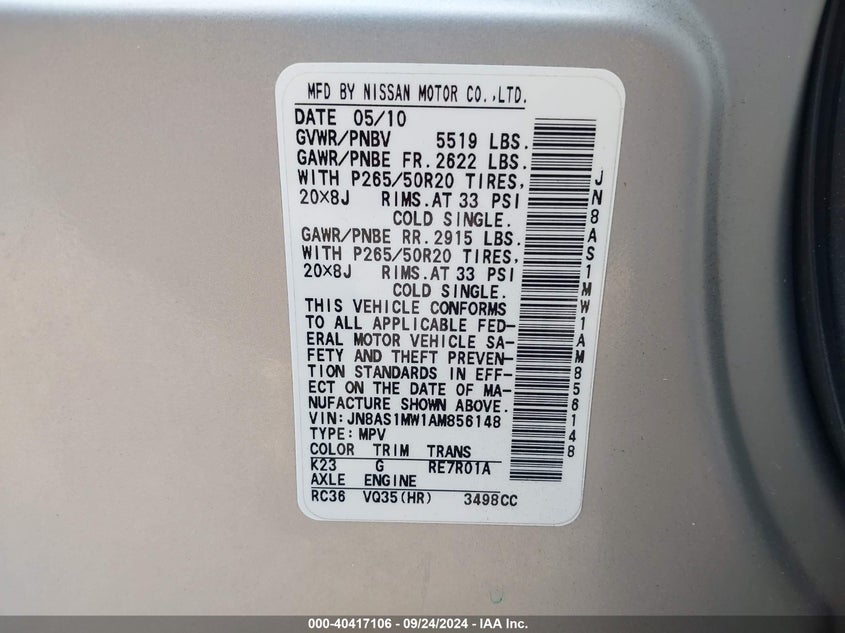 MFD BY NISSAN MOTOR CO.,LTD.
DATE 05/10
GVWR/PNBV 5519 LBS.
GAWR/PNBE FR. 2622 LBS.
WITH P265/50R20 TIRES,
20X8J RIMS. AT 33 PSI
COLD SINGLE.
GAWR/PNBE RR. 2915 LBS.
WITH P265/50R20 TIRES,
20X8J RIMS. AT 33 PSI
COLD SINGLE.
THIS VEHICLE CONFORMS
TO ALL APPLICABLE FED-
ERAL MOTOR VEHICLE SA-
FETY AND THEFT PREVEN-
TION STANDARDS IN EFF-
ECT ON THE DATE OF MA-
NUFACTURE SHOWN ABOVE.
VIN: JN8AS1MW1AM856148
TYPE: MPV
COLOR TRIM TRANS
K23 G RE7R01A
AXLE ENGINE
RC36 VQ35(HR) 3498CC
JN8AS1MW1AM856148
000-40417106 - 09/24/2024 - IAA Inc.